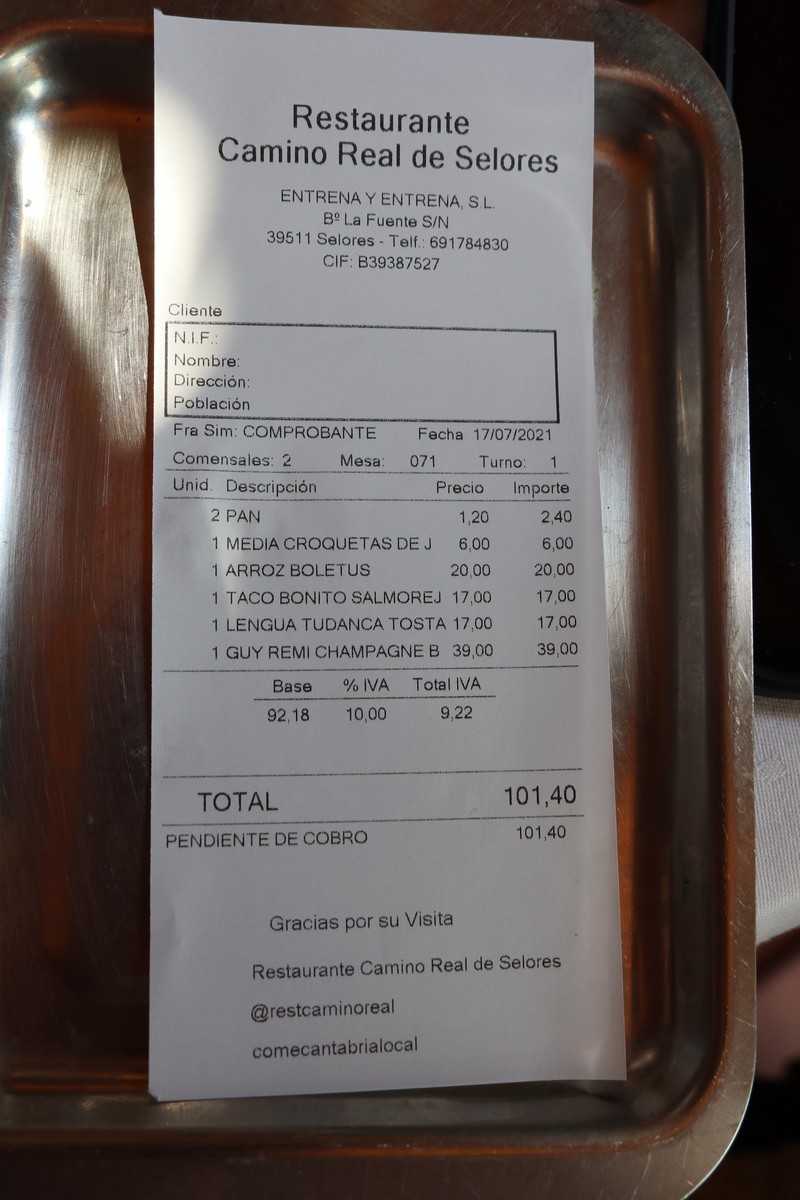 Restaurante
Camino Real de Selores
ENTRENA Y ENTRENA, S.L.
Bº La Fuente S/N
39511 Selores - Telf.: 691784830
CIF: B39387527
Cliente
N.I.F.:
Nombre:
Dirección:
Población
Fra Sim: COMPROBANTE Fecha 17/07/2021
Comensales: 2 Mesa: 071 Turno: 1
Unid. Descripción Precio Importe
2 PAN 1,20 2,40
1 MEDIA CROQUETAS DE J 6,00 6,00
1 ARROZ BOLETUS 20,00 20,00
1 TACO BONITO SALMOREJ 17,00 17,00
1 LENGUA TUDANCA TOSTA 17,00 17,00
1 GUY REMI CHAMPAGNE B 39,00 39,00
Base % IVA Total IVA
92,18 10,00 9,22
TOTAL 101,40
PENDIENTE DE COBRO 101,40
Gracias por su Visita
Restaurante Camino Real de Selores
@restcaminoreal
comecantabrialocal